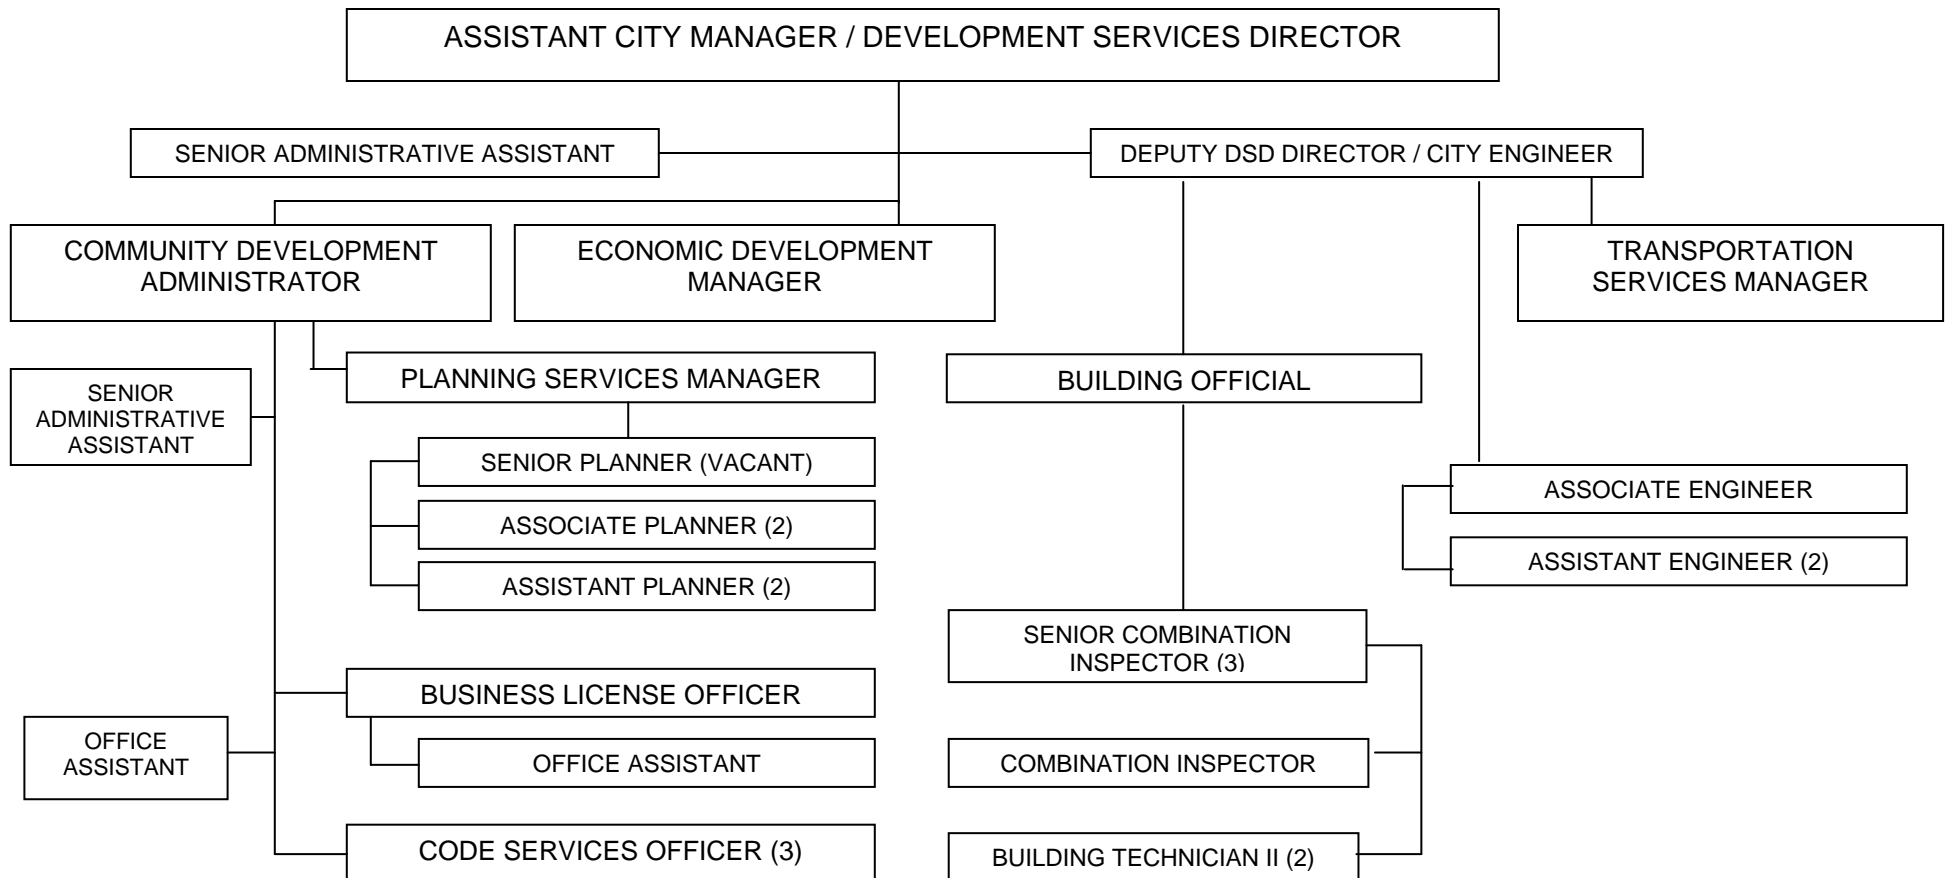 ASSISTANT CITY MANAGER / DEVELOPMENT SERVICES DIRECTOR
SENIOR ADMINISTRATIVE ASSISTANT
DEPUTY DSD DIRECTOR / CITY ENGINEER
COMMUNITY DEVELOPMENT
ADMINISTRATOR
ECONOMIC DEVELOPMENT
MANAGER
TRANSPORTATION
SERVICES MANAGER
SENIOR
ADMINISTRATIVE
ASSISTANT
PLANNING SERVICES MANAGER
BUILDING OFFICIAL
SENIOR PLANNER (VACANT)
ASSOCIATE PLANNER (2)
ASSISTANT PLANNER (2)
ASSOCIATE ENGINEER
ASSISTANT ENGINEER (2)
SENIOR COMBINATION
INSPECTOR (3)
BUSINESS LICENSE OFFICER
OFFICE
ASSISTANT
OFFICE ASSISTANT
COMBINATION INSPECTOR
CODE SERVICES OFFICER (3)
BUILDING TECHNICIAN II (2)